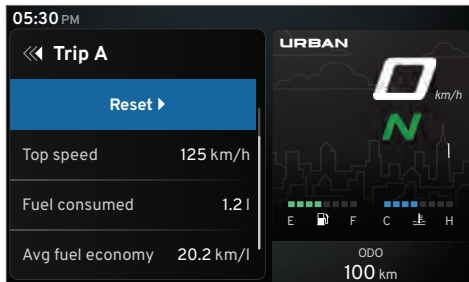 05:30 PM
Trip A
Reset
Top speed 125 km/h
Fuel consumed 1.2 l
Avg fuel economy 20.2 km/l
URBAN
0 km/h
N
E F C H
ODO
100 km